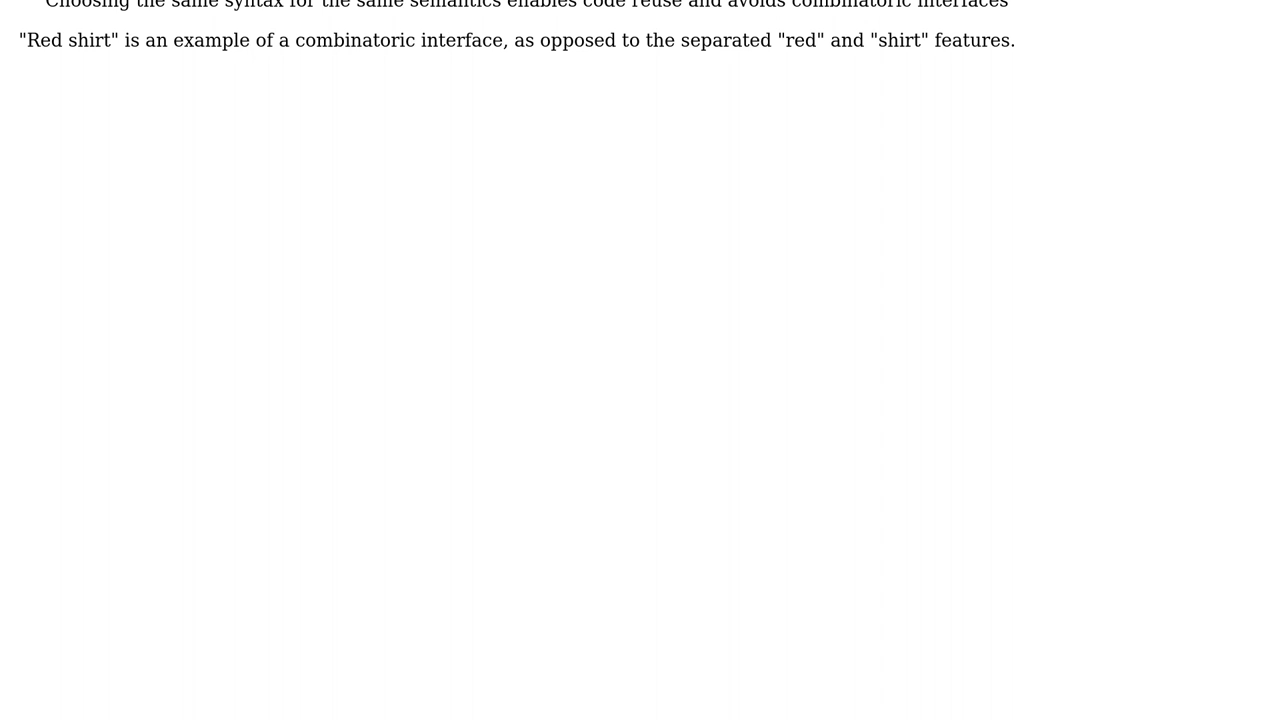 Choosing the same syntax for the same semantics enables code reuse and avoids combinatoric interfaces
"Red shirt" is an example of a combinatoric interface, as opposed to the separated "red" and "shirt" features.